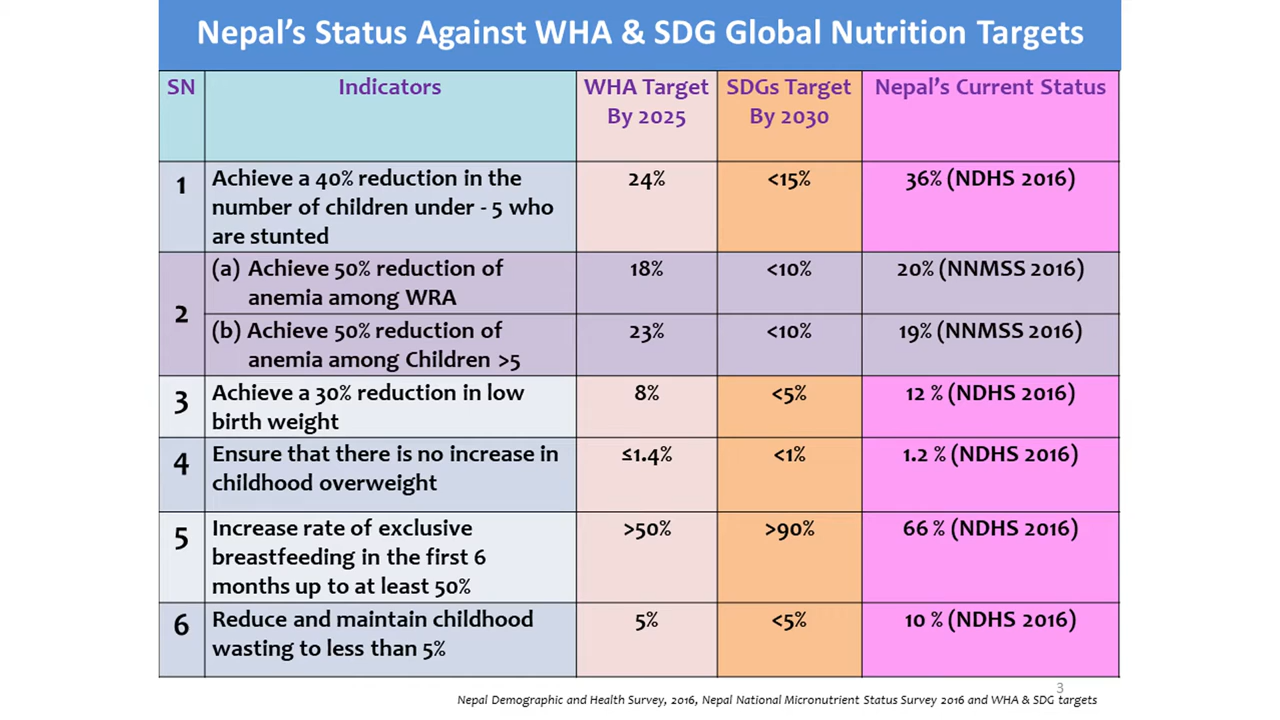 Nepal's Status Against WHA & SDG Global Nutrition Targets
SN
Indicators
WHA Target
By 2025
SDGs Target
By 2030
Nepal's Current Status
1
Achieve a 40% reduction in the
number of children under - 5 who
are stunted
24%
<15%
36% (NDHS 2016)
2
(a) Achieve 50% reduction of
anemia among WRA
18%
<10%
20% (NNMSS 2016)
(b) Achieve 50% reduction of
anemia among Children >5
23%
<10%
19% (NNMSS 2016)
3
Achieve a 30% reduction in low
birth weight
8%
<5%
12 % (NDHS 2016)
4
Ensure that there is no increase in
childhood overweight
≤1.4%
<1%
1.2 % (NDHS 2016)
5
Increase rate of exclusive
breastfeeding in the first 6
months up to at least 50%
>50%
>90%
66 % (NDHS 2016)
6
Reduce and maintain childhood
wasting to less than 5%
5%
<5%
10 % (NDHS 2016)
3
Nepal Demographic and Health Survey, 2016, Nepal National Micronutrient Status Survey 2016 and WHA & SDG targets